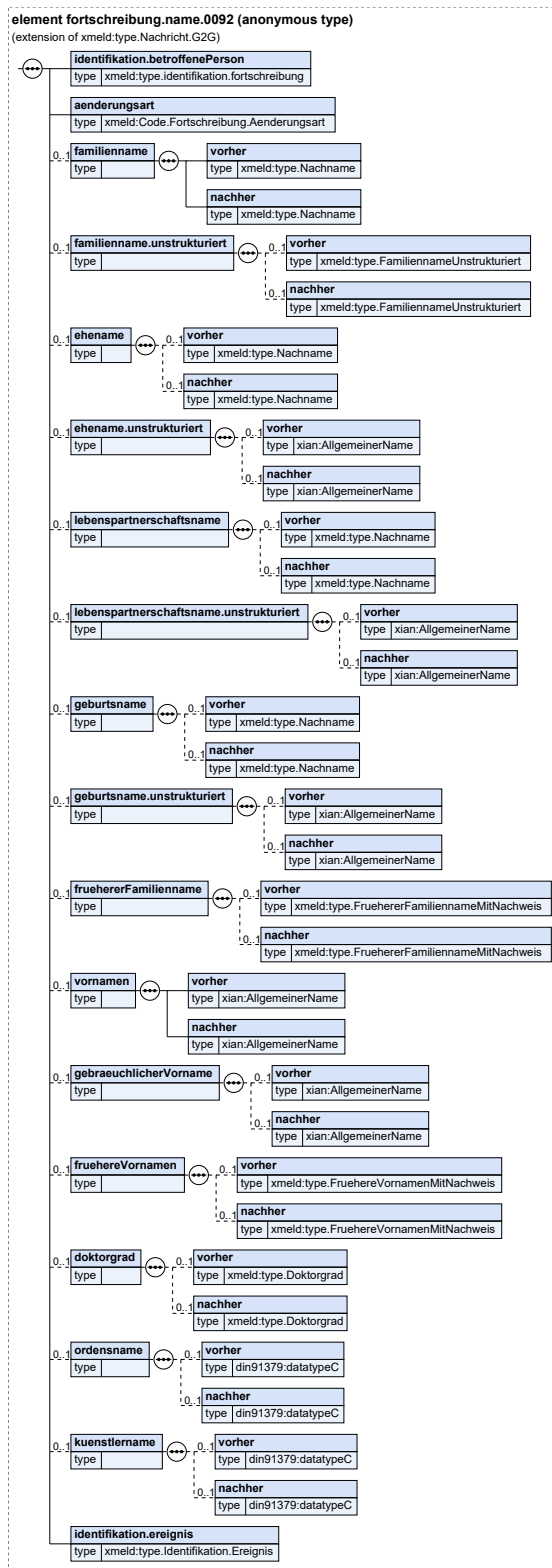 element fortschreibung.name.0092 (anonymous type)
(extension of xmeld:type.Nachricht.G2G)
identifikation.betroffenePerson
type xmeld:type.identifikation.fortschreibung
aenderungsart
type xmeld:Code.Fortschreibung.Aenderungsart
0..1 familienname
type
vorher
type xmeld:type.Nachname
nachher
type xmeld:type.Nachname
0..1 familienname.unstrukturiert
type
0..1 vorher
type xmeld:type.FamiliennameUnstrukturiert
0..1 nachher
type xmeld:type.FamiliennameUnstrukturiert
0..1 ehename
type
0..1 vorher
type xmeld:type.Nachname
0..1 nachher
type xmeld:type.Nachname
0..1 ehename.unstrukturiert
type
0..1 vorher
type xian:AllgemeinerName
0..1 nachher
type xian:AllgemeinerName
0..1 lebenspartnerschaftsname
type
0..1 vorher
type xmeld:type.Nachname
0..1 nachher
type xmeld:type.Nachname
0..1 lebenspartnerschaftsname.unstrukturiert
type
0..1 vorher
type xian:AllgemeinerName
0..1 nachher
type xian:AllgemeinerName
0..1 geburtsname
type
0..1 vorher
type xmeld:type.Nachname
0..1 nachher
type xmeld:type.Nachname
0..1 geburtsname.unstrukturiert
type
0..1 vorher
type xian:AllgemeinerName
0..1 nachher
type xian:AllgemeinerName
0..1 fruehererFamilienname
type
0..1 vorher
type xmeld:type.FruehererFamiliennameMitNachweis
0..1 nachher
type xmeld:type.FruehererFamiliennameMitNachweis
0..1 vornamen
type
vorher
type xian:AllgemeinerName
nachher
type xian:AllgemeinerName
0..1 gebraeuchlicherVorname
type
0..1 vorher
type xian:AllgemeinerName
0..1 nachher
type xian:AllgemeinerName
0..1 fruehereVornamen
type
0..1 vorher
type xmeld:type.FruehereVornamenMitNachweis
0..1 nachher
type xmeld:type.FruehereVornamenMitNachweis
0..1 doktorgrad
type
0..1 vorher
type xmeld:type.Doktorgrad
0..1 nachher
type xmeld:type.Doktorgrad
0..1 ordensname
type
0..1 vorher
type din91379:datatypeC
0..1 nachher
type din91379:datatypeC
0..1 kuenstlername
type
0..1 vorher
type din91379:datatypeC
0..1 nachher
type din91379:datatypeC
identifikation.ereignis
type xmeld:type.Identifikation.Ereignis